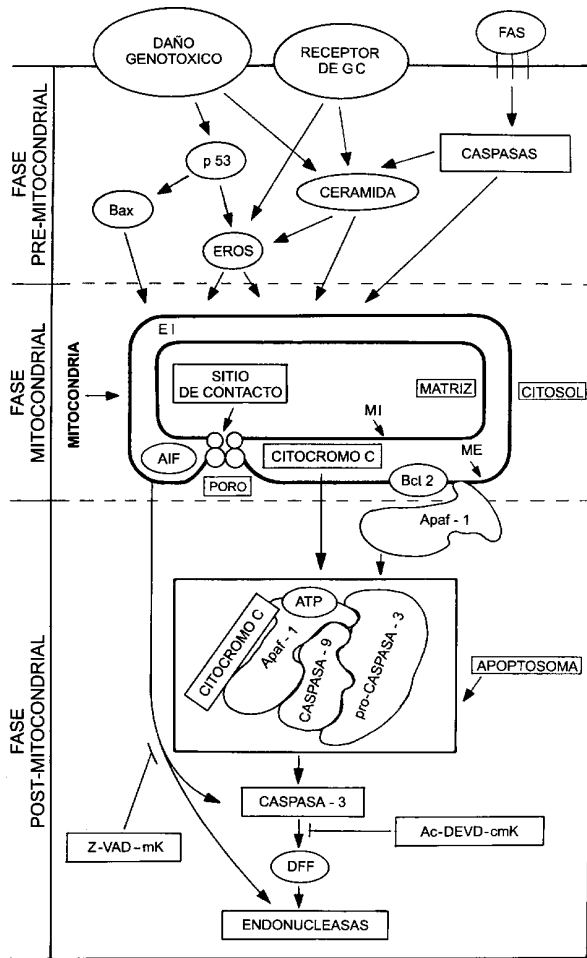 DAÑO
GENOTOXICO
RECEPTOR
DE GC
FAS
FASE
PRE-MITOCONDRIAL
p 53
CASPASAS
CERAMIDA
Bax
EROS
FASE
MITOCONDRIAL
MITOCONDRIA
E I
SITIO
DE CONTACTO
MATRIZ
CITOSOL
MI
AIF
CITOCROMO C
ME
PORO
Bcl 2
Apaf - 1
FASE
POST-MITOCONDRIAL
ATP
CITOCROMO C
Apaf - 1
CASPASA - 9
pro-CASPASA - 3
APOPTOSOMA
CASPASA - 3
Z-VAD-mK
Ac-DEVD-cmK
DFF
ENDONUCLEASAS